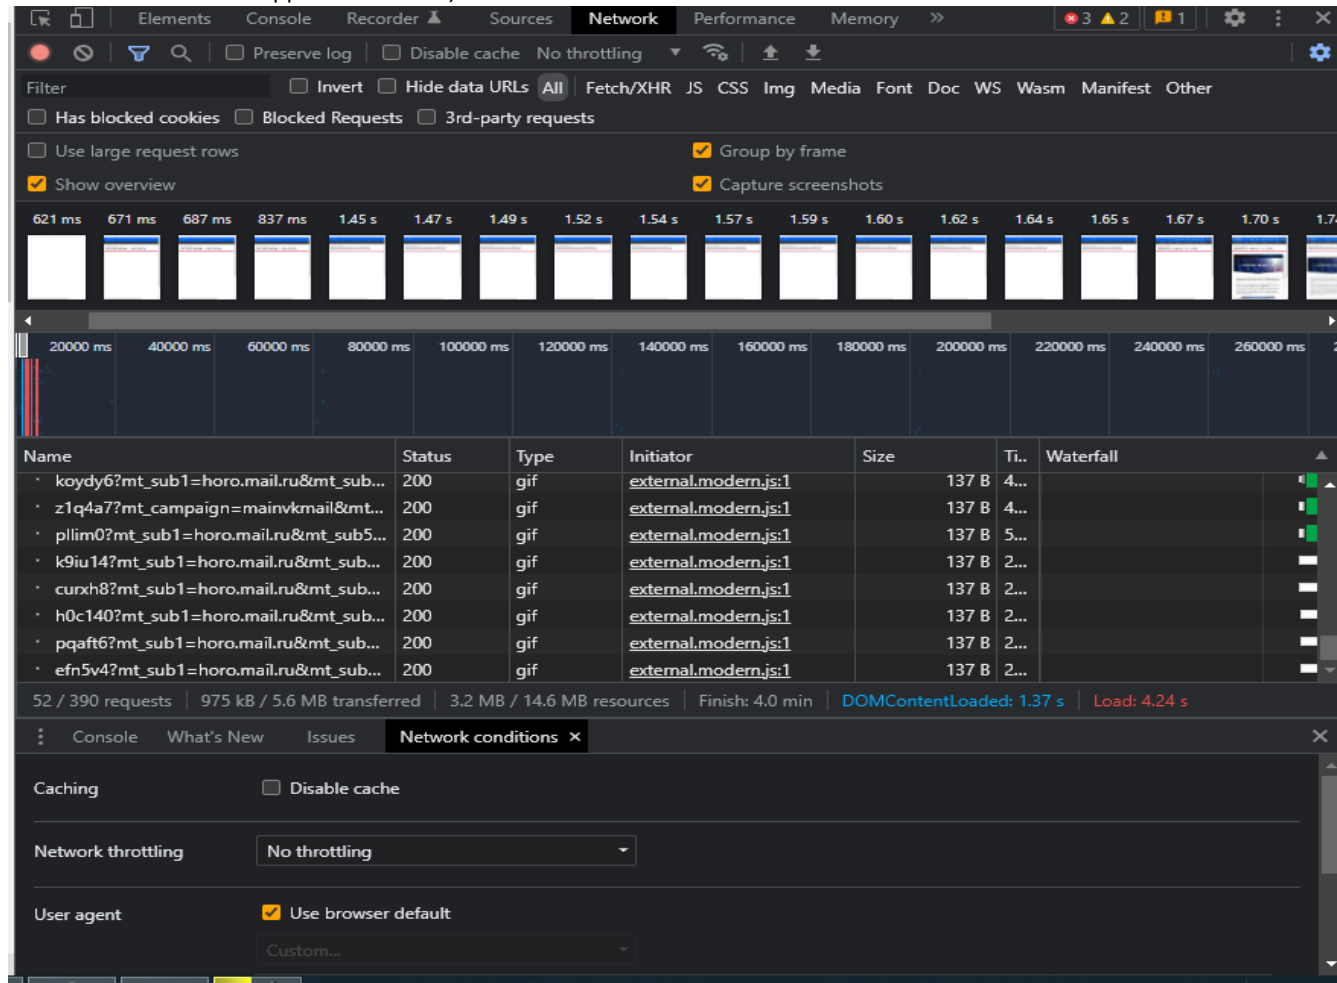 Elements Console Recorder Sources Network Performance Memory » 3 2 1
Preserve log Disable cache No throttling
Filter Invert Hide data URLs All Fetch/XHR JS CSS Img Media Font Doc WS Wasm Manifest Other
Has blocked cookies Blocked Requests 3rd-party requests
Use large request rows Group by frame
Show overview Capture screenshots
621 ms 671 ms 687 ms 837 ms 1.45 s 1.47 s 1.49 s 1.52 s 1.54 s 1.57 s 1.59 s 1.60 s 1.62 s 1.64 s 1.65 s 1.67 s 1.70 s
20000 ms 40000 ms 60000 ms 80000 ms 100000 ms 120000 ms 140000 ms 160000 ms 180000 ms 200000 ms 220000 ms 240000 ms 260000 ms
Name Status Type Initiator Size Ti... Waterfall
koydy6?mt_sub1=horo.mail.ru&mt_sub... 200 gif external.modern.js:1 137 B 4...
z1q4a7?mt_campaign=mainvkmail&mt... 200 gif external.modern.js:1 137 B 4...
pllim0?mt_sub1=horo.mail.ru&mt_sub5... 200 gif external.modern.js:1 137 B 5...
k9iu14?mt_sub1=horo.mail.ru&mt_sub... 200 gif external.modern.js:1 137 B 2...
curxh8?mt_sub1=horo.mail.ru&mt_sub... 200 gif external.modern.js:1 137 B 2...
h0c140?mt_sub1=horo.mail.ru&mt_sub... 200 gif external.modern.js:1 137 B 2...
pqaft6?mt_sub1=horo.mail.ru&mt_sub... 200 gif external.modern.js:1 137 B 2...
efn5v4?mt_sub1=horo.mail.ru&mt_sub... 200 gif external.modern.js:1 137 B 2...
52 / 390 requests 975 kB / 5.6 MB transferred 3.2 MB / 14.6 MB resources Finish: 4.0 min DOMContentLoaded: 1.37 s Load: 4.24 s
Console What's New Issues Network conditions ×
Caching Disable cache
Network throttling No throttling
User agent Use browser default
Custom...